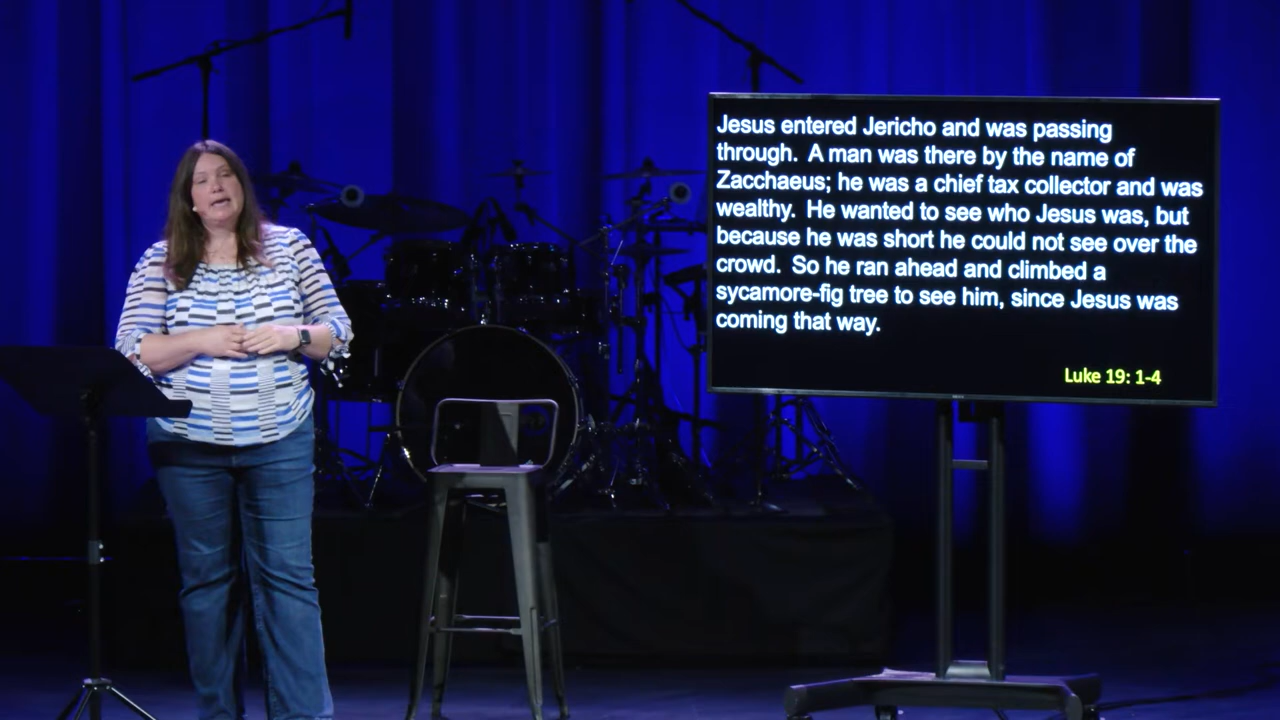 Jesus entered Jericho and was passing
through.  A man was there by the name of
Zacchaeus; he was a chief tax collector and was
wealthy.  He wanted to see who Jesus was, but
because he was short he could not see over the
crowd.  So he ran ahead and climbed a
sycamore-fig tree to see him, since Jesus was
coming that way.
Luke 19: 1-4